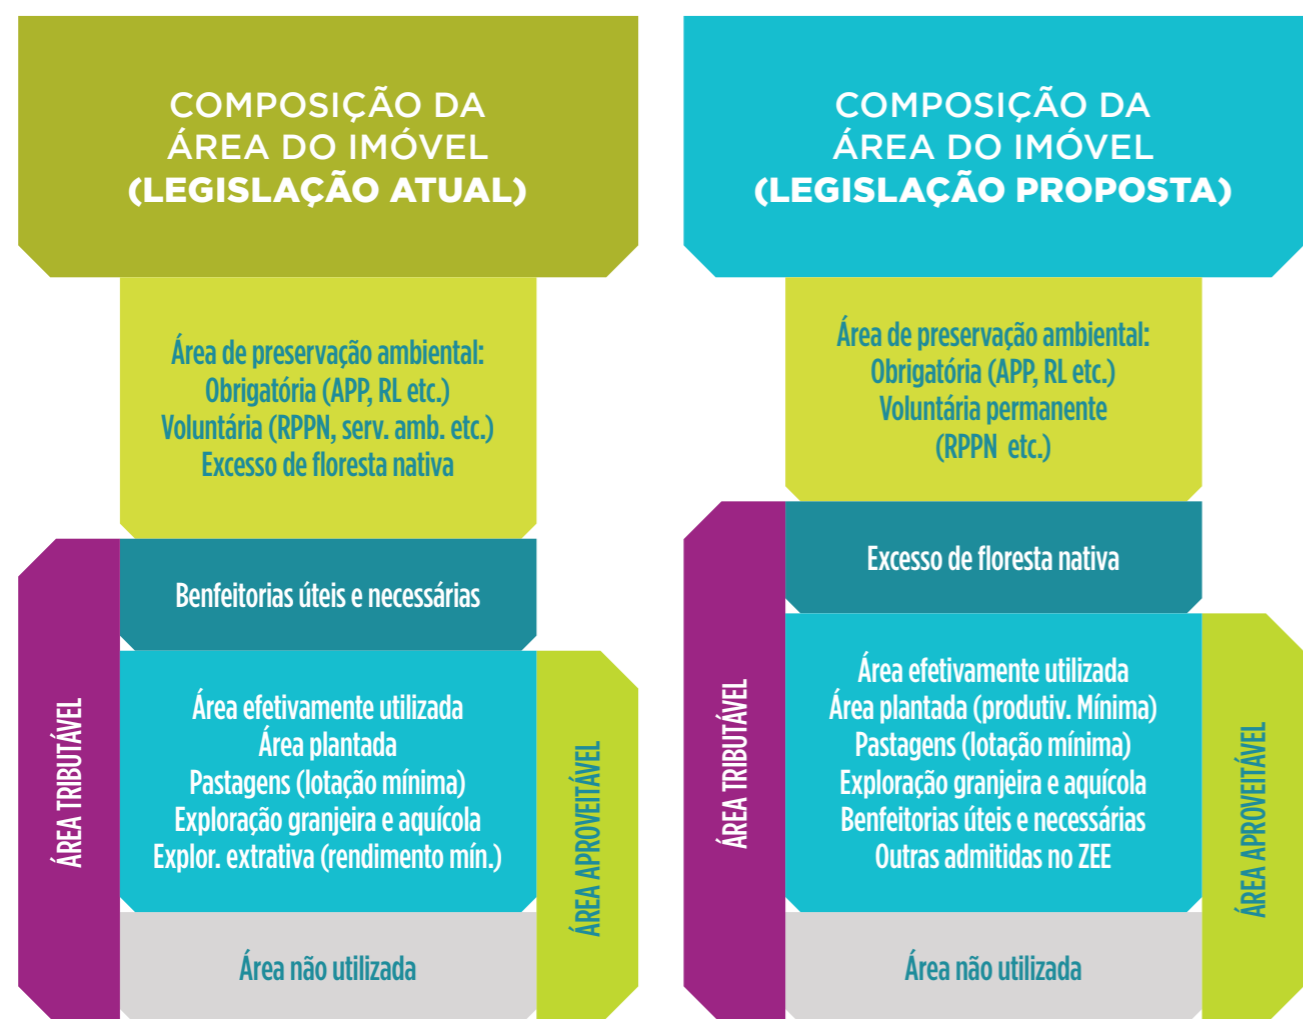 COMPOSIÇÃO DA
ÁREA DO IMÓVEL
(LEGISLAÇÃO ATUAL)
Área de preservação ambiental:
Obrigatória (APP, RL etc.)
Voluntária (RPPN, serv. amb. etc.)
Excesso de floresta nativa
Benfeitorias úteis e necessárias
Área efetivamente utilizada
Área plantada
Pastagens (lotação mínima)
Exploração granjeira e aquícola
Explor. extrativa (rendimento mín.)
Área não utilizada
ÁREA TRIBUTÁVEL
ÁREA APROVEITÁVEL
COMPOSIÇÃO DA
ÁREA DO IMÓVEL
(LEGISLAÇÃO PROPOSTA)
Área de preservação ambiental:
Obrigatória (APP, RL etc.)
Voluntária permanente
(RPPN etc.)
Excesso de floresta nativa
Área efetivamente utilizada
Área plantada (produtiv. Mínima)
Pastagens (lotação mínima)
Exploração granjeira e aquícola
Benfeitorias úteis e necessárias
Outras admitidas no ZEE
Área não utilizada
ÁREA TRIBUTÁVEL
ÁREA APROVEITÁVEL